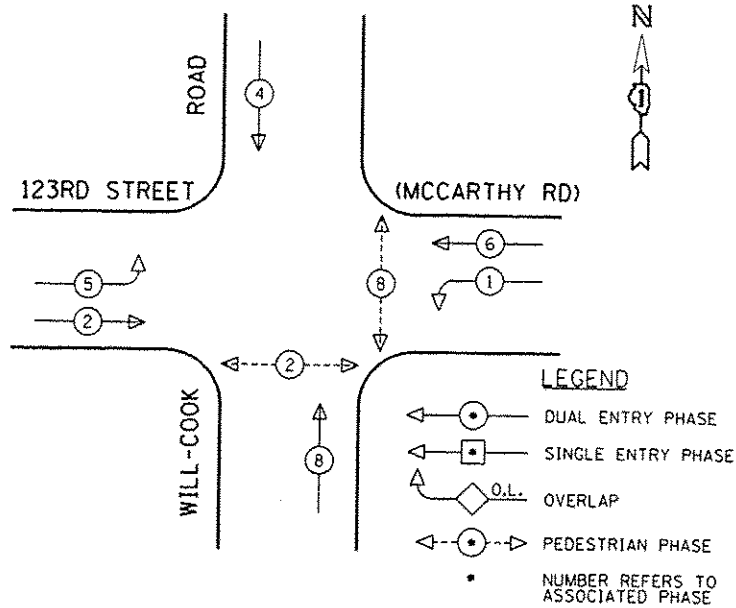 N
ROAD
4
123RD STREET
(MCCARTHY RD)
6
5
8
1
2
2
WILL-COOK
8
LEGEND
DUAL ENTRY PHASE
SINGLE ENTRY PHASE
O.L.
OVERLAP
PEDESTRIAN PHASE
NUMBER REFERS TO
ASSOCIATED PHASE